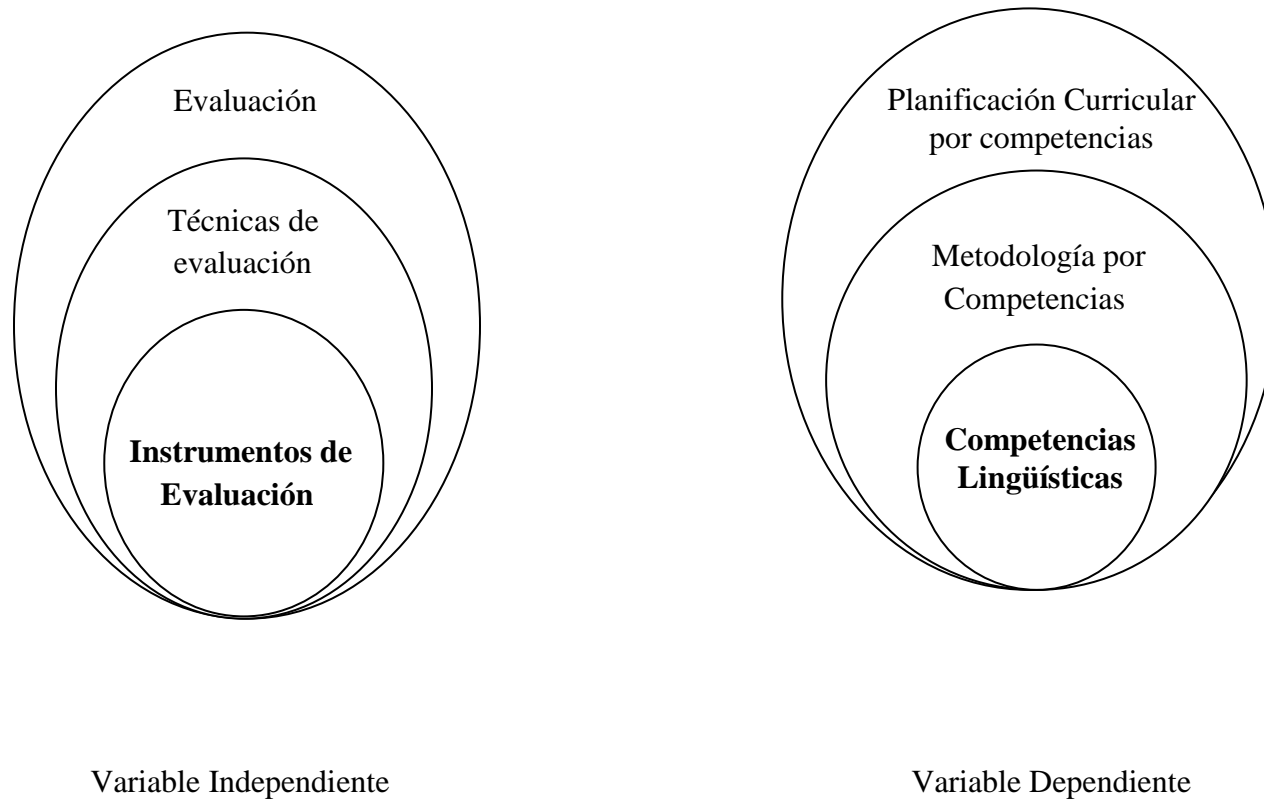 Evaluación
Técnicas de
evaluación
Instrumentos de
Evaluación
Variable Independiente
Planificación Curricular
por competencias
Metodología por
Competencias
Competencias
Lingüísticas
Variable Dependiente